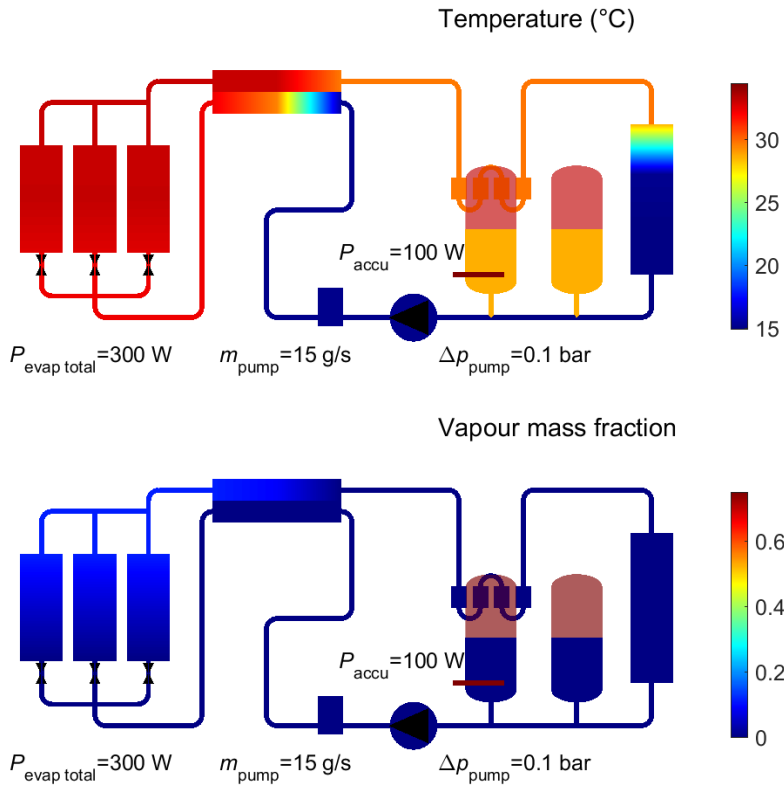 Temperature (°C)
30
25
20
15
P_accu=100 W
P_evap total=300 W
m_pump=15 g/s
Δp_pump=0.1 bar
Vapour mass fraction
0.6
0.4
0.2
0
P_accu=100 W
P_evap total=300 W
m_pump=15 g/s
Δp_pump=0.1 bar